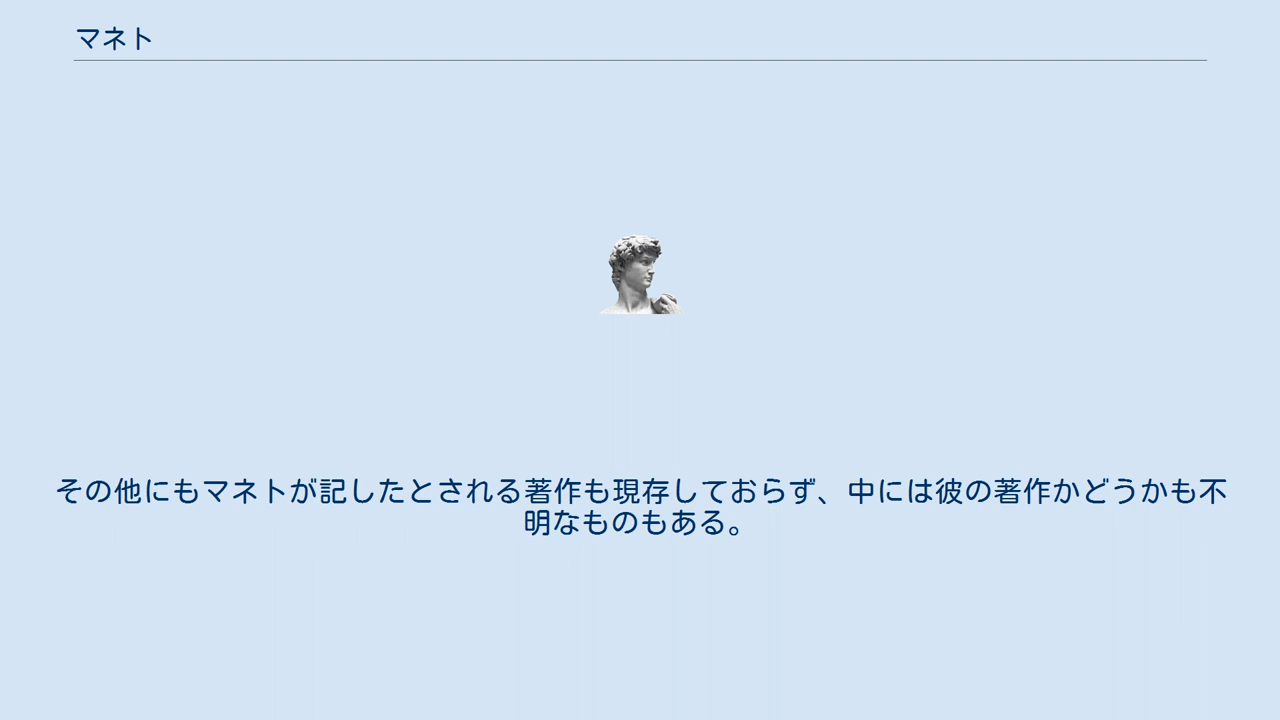 マネト
その他にもマネトが記したとされる著作も現存しておらず、中には彼の著作かどうかも不
明なものもある。